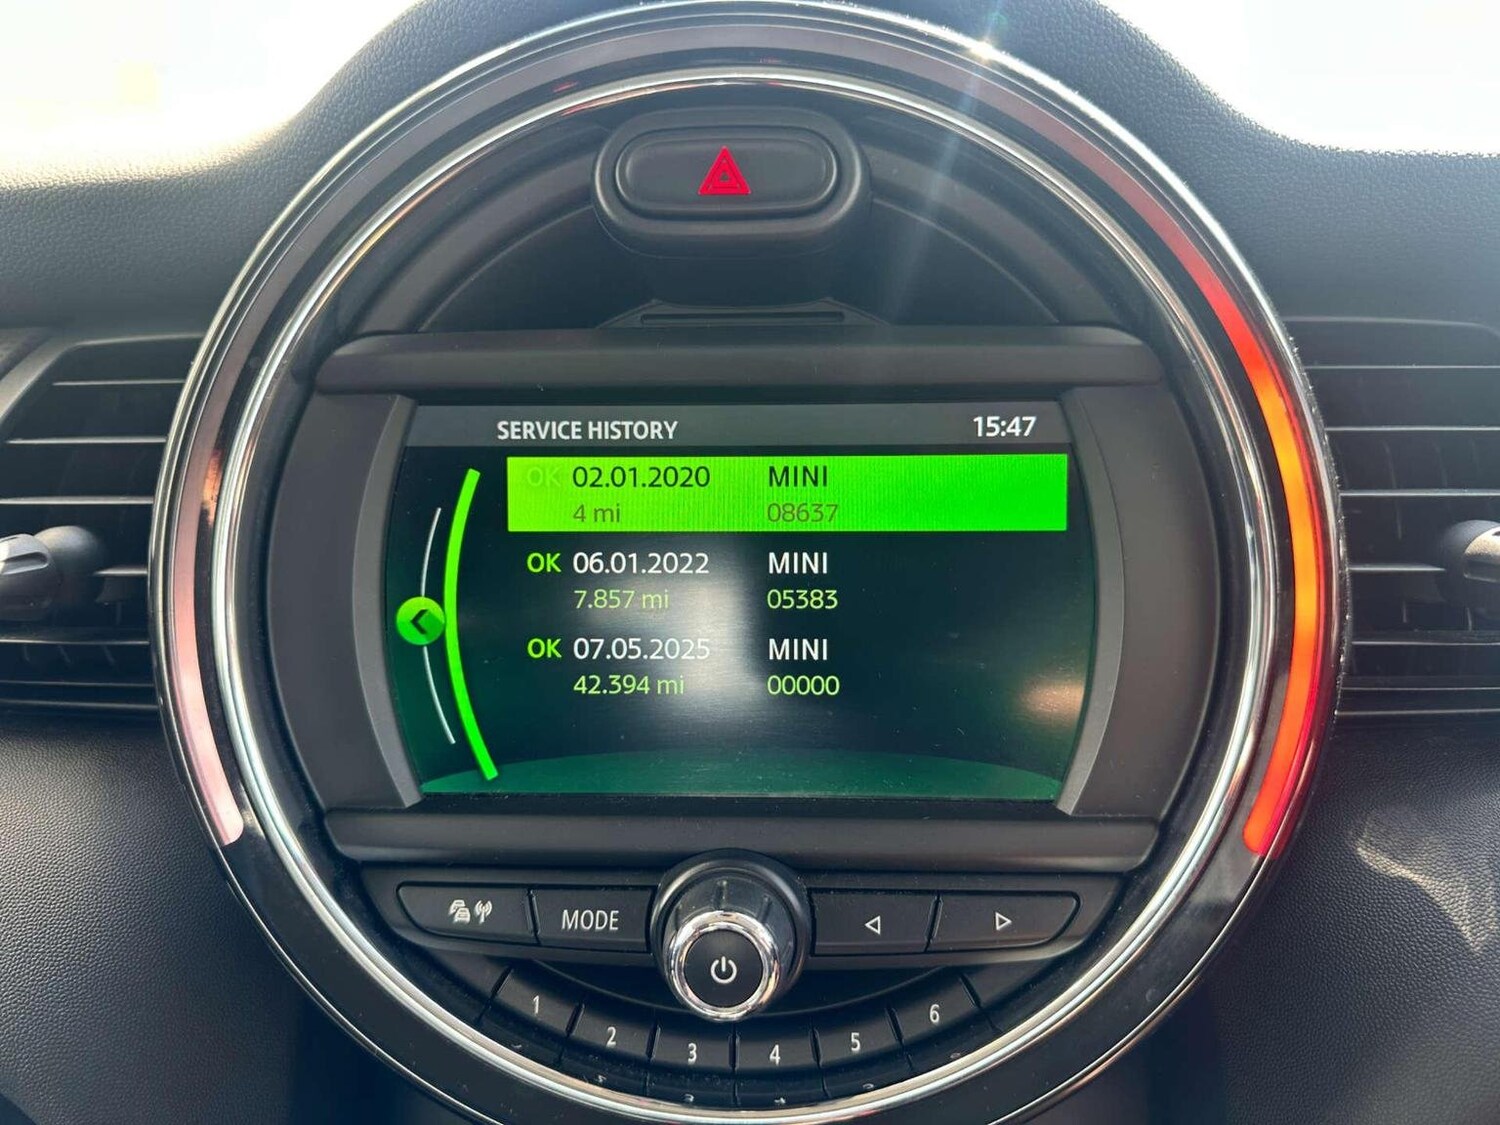 SERVICE HISTORY 15:47
OK 02.01.2020 MINI
4 mi 08637
OK 06.01.2022 MINI
7.857 mi 05383
OK 07.05.2025 MINI
42.394 mi 00000
MODE
1 2 3 4 5 6